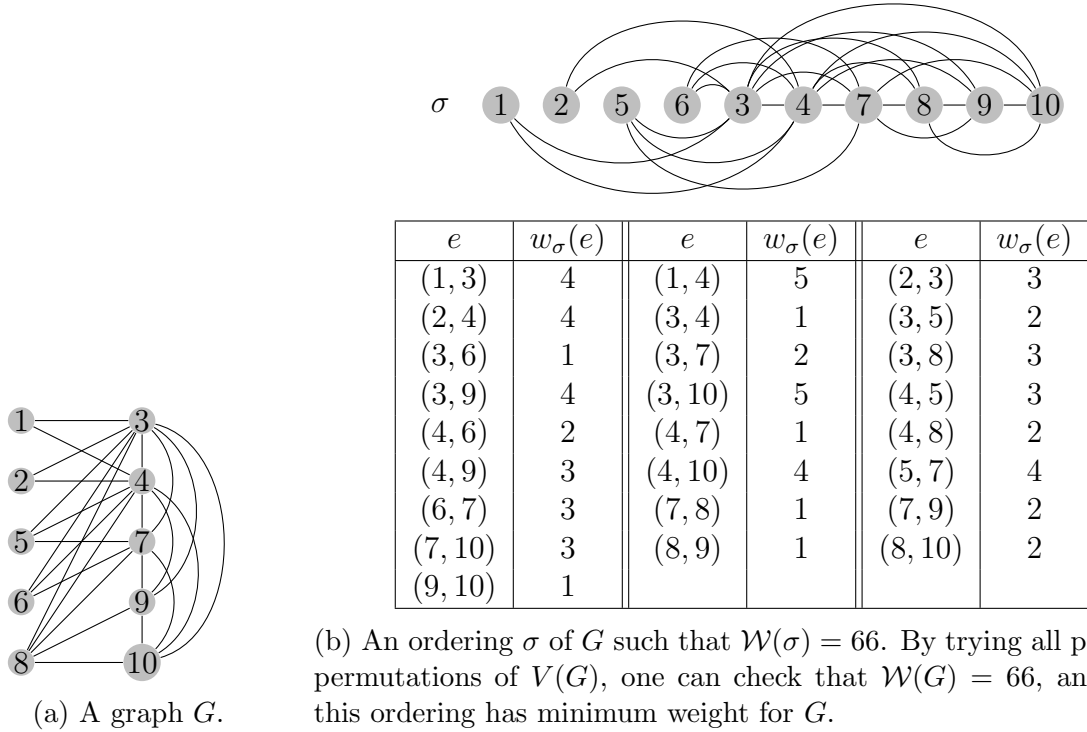 σ 1 2 5 6 3 4 7 8 9 10
e wσ(e) e wσ(e) e wσ(e)
(1, 3) 4 (1, 4) 5 (2, 3) 3
(2, 4) 4 (3, 4) 1 (3, 5) 2
(3, 6) 1 (3, 7) 2 (3, 8) 3
(3, 9) 4 (3, 10) 5 (4, 5) 3
(4, 6) 2 (4, 7) 1 (4, 8) 2
(4, 9) 3 (4, 10) 4 (5, 7) 4
(6, 7) 3 (7, 8) 1 (7, 9) 2
(7, 10) 3 (8, 9) 1 (8, 10) 2
(9, 10) 1
1 3
2 4
5 7
6 9
8 10
(a) A graph G.
(b) An ordering σ of G such that W(σ) = 66. By trying all p
permutations of V(G), one can check that W(G) = 66, an
this ordering has minimum weight for G.